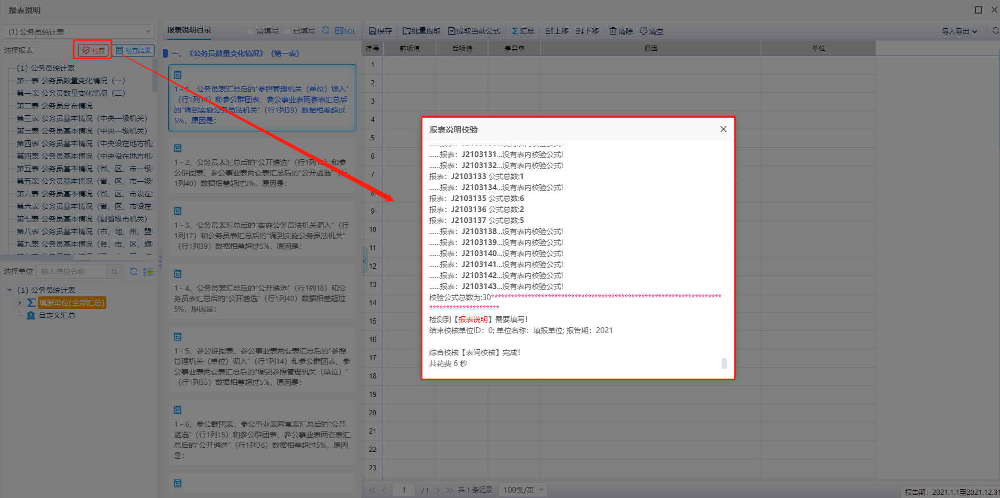 报表说明
(1) 公务员统计表
选择报表
检查
检查结果
(1) 公务员统计表
第一表 公务员数量变化情况（一）
第一表 公务员数量变化情况（二）
第二表 公务员分布情况
第三表 公务员基本情况（中央一级机关）
第三表 公务员基本情况（中央一级机关）
第四表 公务员基本情况（中央设在地方机
第四表 公务员基本情况（中央设在地方机
第五表 公务员基本情况（省、区、市一级
第五表 公务员基本情况（省、区、市一级
第六表 公务员基本情况（省、区、市设在
第六表 公务员基本情况（省、区、市设在
第七表 公务员基本情况（副省级市机关）
第八表 公务员基本情况（市、地、州、盟
第九表 公务员基本情况（县、市、区、旗
选择单位
输入单位名称
(1) 公务员统计表
填报单位(全部汇总)
自定义汇总
报表说明目录
需填写
已填写
SQL
一、《公务员数量变化情况》（第一表）
1 - 1、公务员表汇总后的“参照管理机关（单位）调入”
（行1列14）和参公群团表、参公事业表两套表汇总后
的“调到实施公务员法机关”（行1列39）数据相差超过
5%，原因是：
1 - 2、公务员表汇总后的“公开遴选”（行1列15）和参
公群团表、参公事业表两套表汇总后的“公开遴选”（行
1列40）数据相差超过5%，原因是：
1 - 3、公务员表汇总后的“实施公务员法机关调入”（行
1列17）和公务员表汇总后的“调到实施公务员法机关”
（行1列39）数据相差超过5%，原因是：
1 - 4、公务员表汇总后的“公开遴选”（行1列18）和公
务员表汇总后的“公开遴选”（行1列40）数据相差超过
5%，原因是：
1 - 5、参公群团表、参公事业表两套表汇总后的“参照
管理机关（单位）调入”（行1列14）和参公群团表、参
公事业表两套表汇总后的“调到参照管理机关（单位）”
（行1列35）数据相差超过5%，原因是：
1 - 6、参公群团表、参公事业表两套表汇总后的“公开
遴选”（行1列15）和参公群团表、参公事业表两套表汇
总后的“公开遴选”（行1列36）数据相差超过5%，原因
是：
保存 批量提取 提取当前公式 汇总 上移 下移 清除 清空 导入导出
序号 前项值 后项值 差异率 原因 单位
1
2
3
4
5
6
7
8
9
10
11
12
13
14
15
16
17
18
19
20
21
22
23
报表说明校验
......报表：J2103131...没有表内校验公式!
......报表：J2103132...没有表内校验公式!
报表：J2103133 公式总数:1
......报表：J2103134...没有表内校验公式!
报表：J2103135 公式总数:6
报表：J2103136 公式总数:2
报表：J2103137 公式总数:5
......报表：J2103138...没有表内校验公式!
......报表：J2103139...没有表内校验公式!
......报表：J2103140...没有表内校验公式!
......报表：J2103141...没有表内校验公式!
......报表：J2103142...没有表内校验公式!
......报表：J2103143...没有表内校验公式!
校验公式总数为:30**********************************************************************
*********************
检测到【报表说明】需要填写!
结束校核单位ID：0; 单位名称：填报单位; 报告期：2021
综合校核【表间校核】完成!
共花费 6 秒
1 / 1 共 1 条记录 100条/页
报告期：2021.1.1至2021.12.31